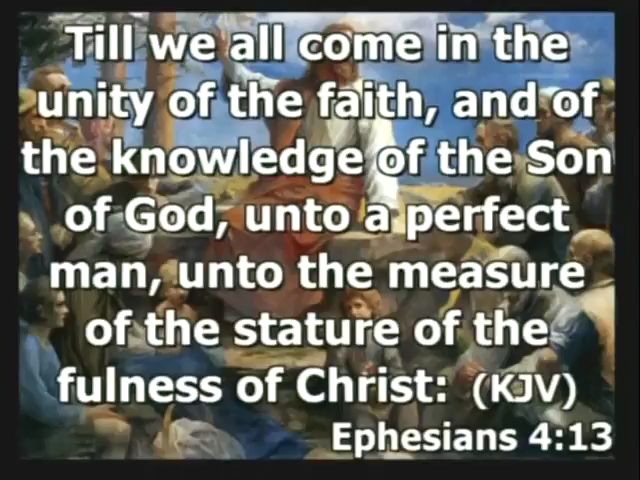 Till we all come in the
unity of the faith, and of
the knowledge of the Son
of God, unto a perfect
man, unto the measure
of the stature of the
fulness of Christ: (KJV)
Ephesians 4:13